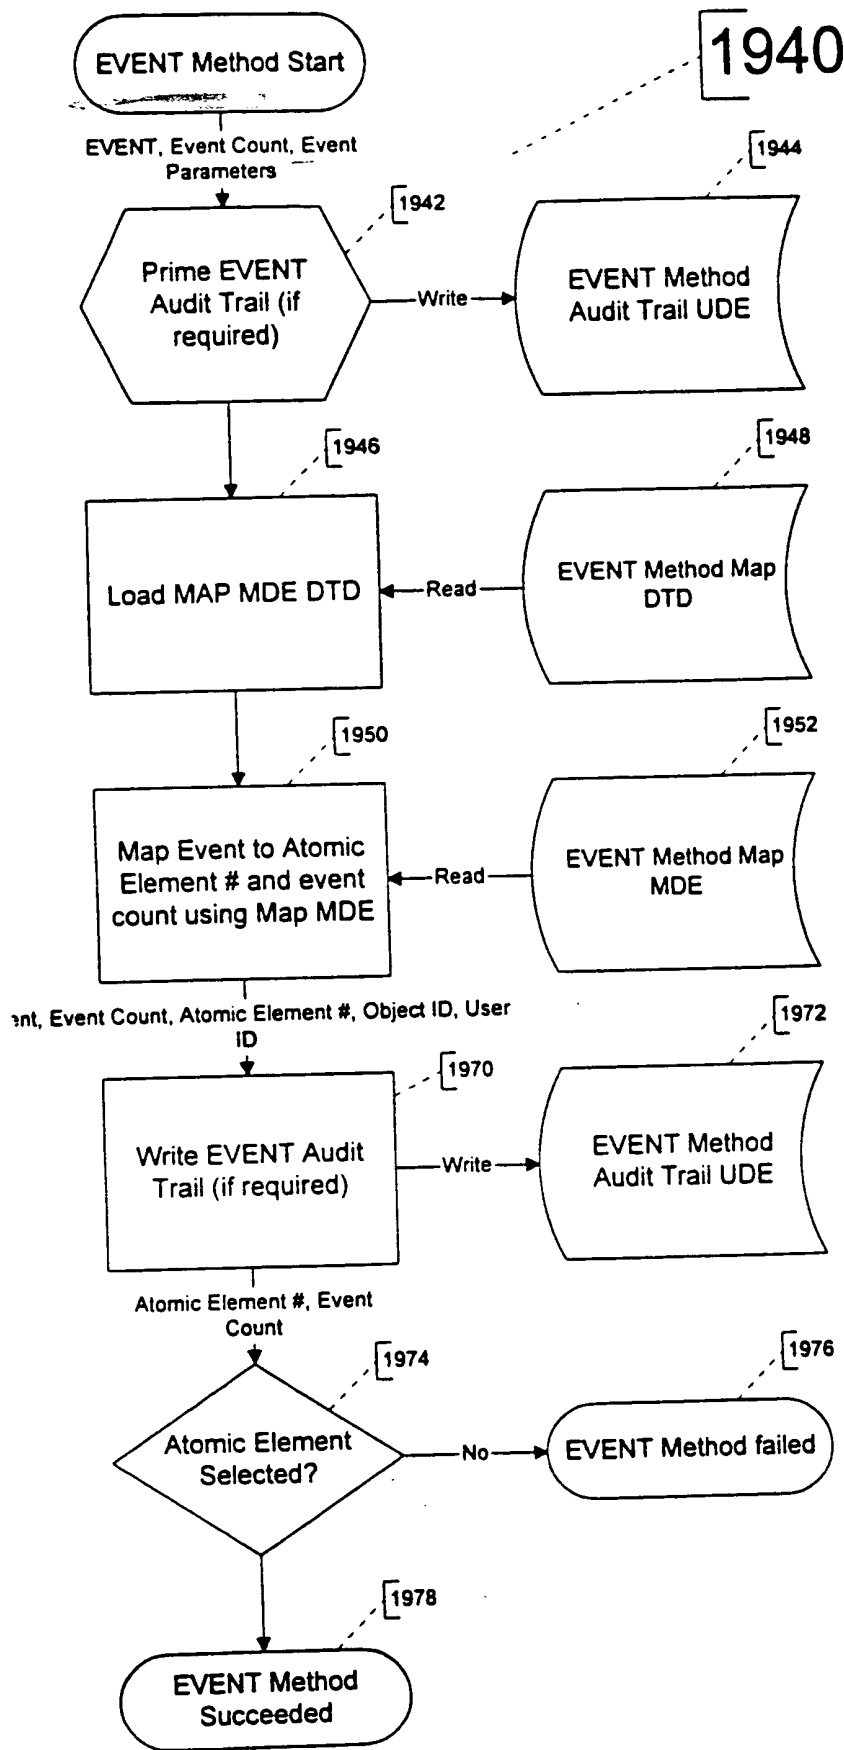 EVENT Method Start
1940
EVENT, Event Count, Event
Parameters
1942
1944
Prime EVENT
Audit Trail (if
required)
Write
EVENT Method
Audit Trail UDE
1946
1948
Load MAP MDE DTD
Read
EVENT Method Map
DTD
1950
1952
Map Event to Atomic
Element # and event
count using Map MDE
Read
EVENT Method Map
MDE
Event Count, Atomic Element #, Object ID, User
ID
1970
1972
Write EVENT Audit
Trail (if required)
Write
EVENT Method
Audit Trail UDE
Atomic Element #, Event
Count
1974
1976
Atomic Element
Selected?
No
EVENT Method failed
1978
EVENT Method
Succeeded